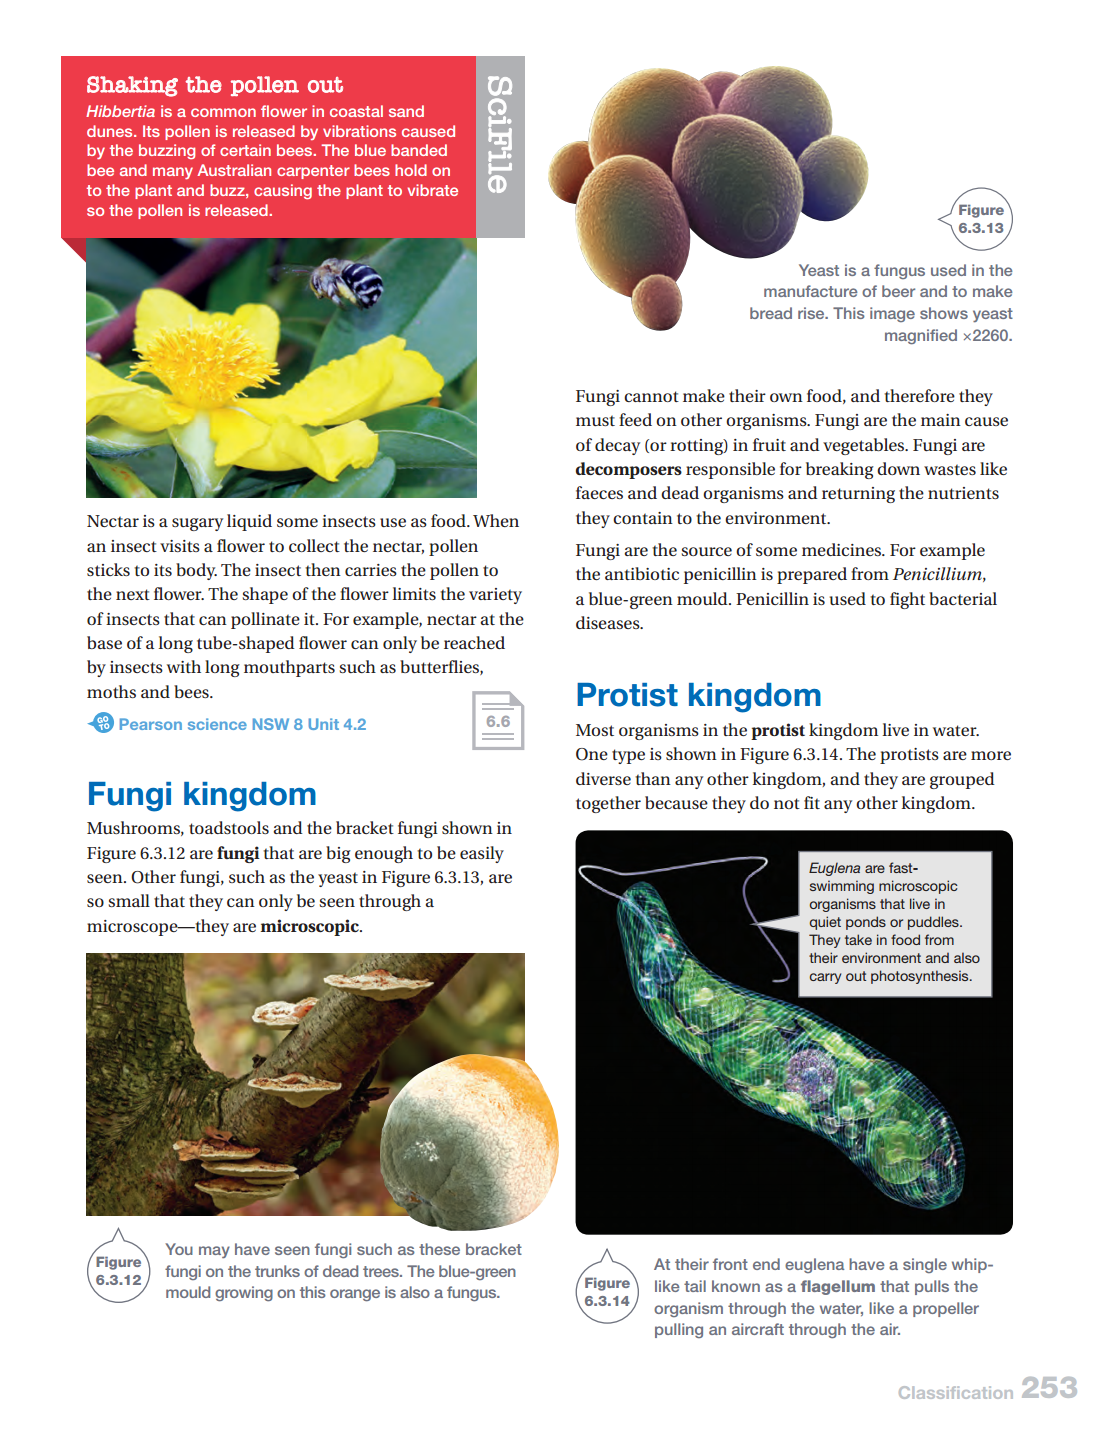 Shaking the pollen out
Hibbertia is a common flower in coastal sand
dunes. Its pollen is released by vibrations caused
by the buzzing of certain bees. The blue banded
bee and many Australian carpenter bees hold on
to the plant and buzz, causing the plant to vibrate
so the pollen is released.
SciFile
Nectar is a sugary liquid some insects use as food. When
an insect visits a flower to collect the nectar, pollen
sticks to its body. The insect then carries the pollen to
the next flower. The shape of the flower limits the variety
of insects that can pollinate it. For example, nectar at the
base of a long tube-shaped flower can only be reached
by insects with long mouthparts such as butterflies,
moths and bees.
GO TO Pearson science NSW 8 Unit 4.2
6.6
Fungi kingdom
Mushrooms, toadstools and the bracket fungi shown in
Figure 6.3.12 are fungi that are big enough to be easily
seen. Other fungi, such as the yeast in Figure 6.3.13, are
so small that they can only be seen through a
microscope—they are microscopic.
Figure
6.3.12
You may have seen fungi such as these bracket
fungi on the trunks of dead trees. The blue-green
mould growing on this orange is also a fungus.
Figure
6.3.13
Yeast is a fungus used in the
manufacture of beer and to make
bread rise. This image shows yeast
magnified ×2260.
Fungi cannot make their own food, and therefore they
must feed on other organisms. Fungi are the main cause
of decay (or rotting) in fruit and vegetables. Fungi are
decomposers responsible for breaking down wastes like
faeces and dead organisms and returning the nutrients
they contain to the environment.
Fungi are the source of some medicines. For example
the antibiotic penicillin is prepared from Penicillium,
a blue-green mould. Penicillin is used to fight bacterial
diseases.
Protist kingdom
Most organisms in the protist kingdom live in water.
One type is shown in Figure 6.3.14. The protists are more
diverse than any other kingdom, and they are grouped
together because they do not fit any other kingdom.
Euglena are fast-
swimming microscopic
organisms that live in
quiet ponds or puddles.
They take in food from
their environment and also
carry out photosynthesis.
Figure
6.3.14
At their front end euglena have a single whip-
like tail known as a flagellum that pulls the
organism through the water, like a propeller
pulling an aircraft through the air.
Classification 253